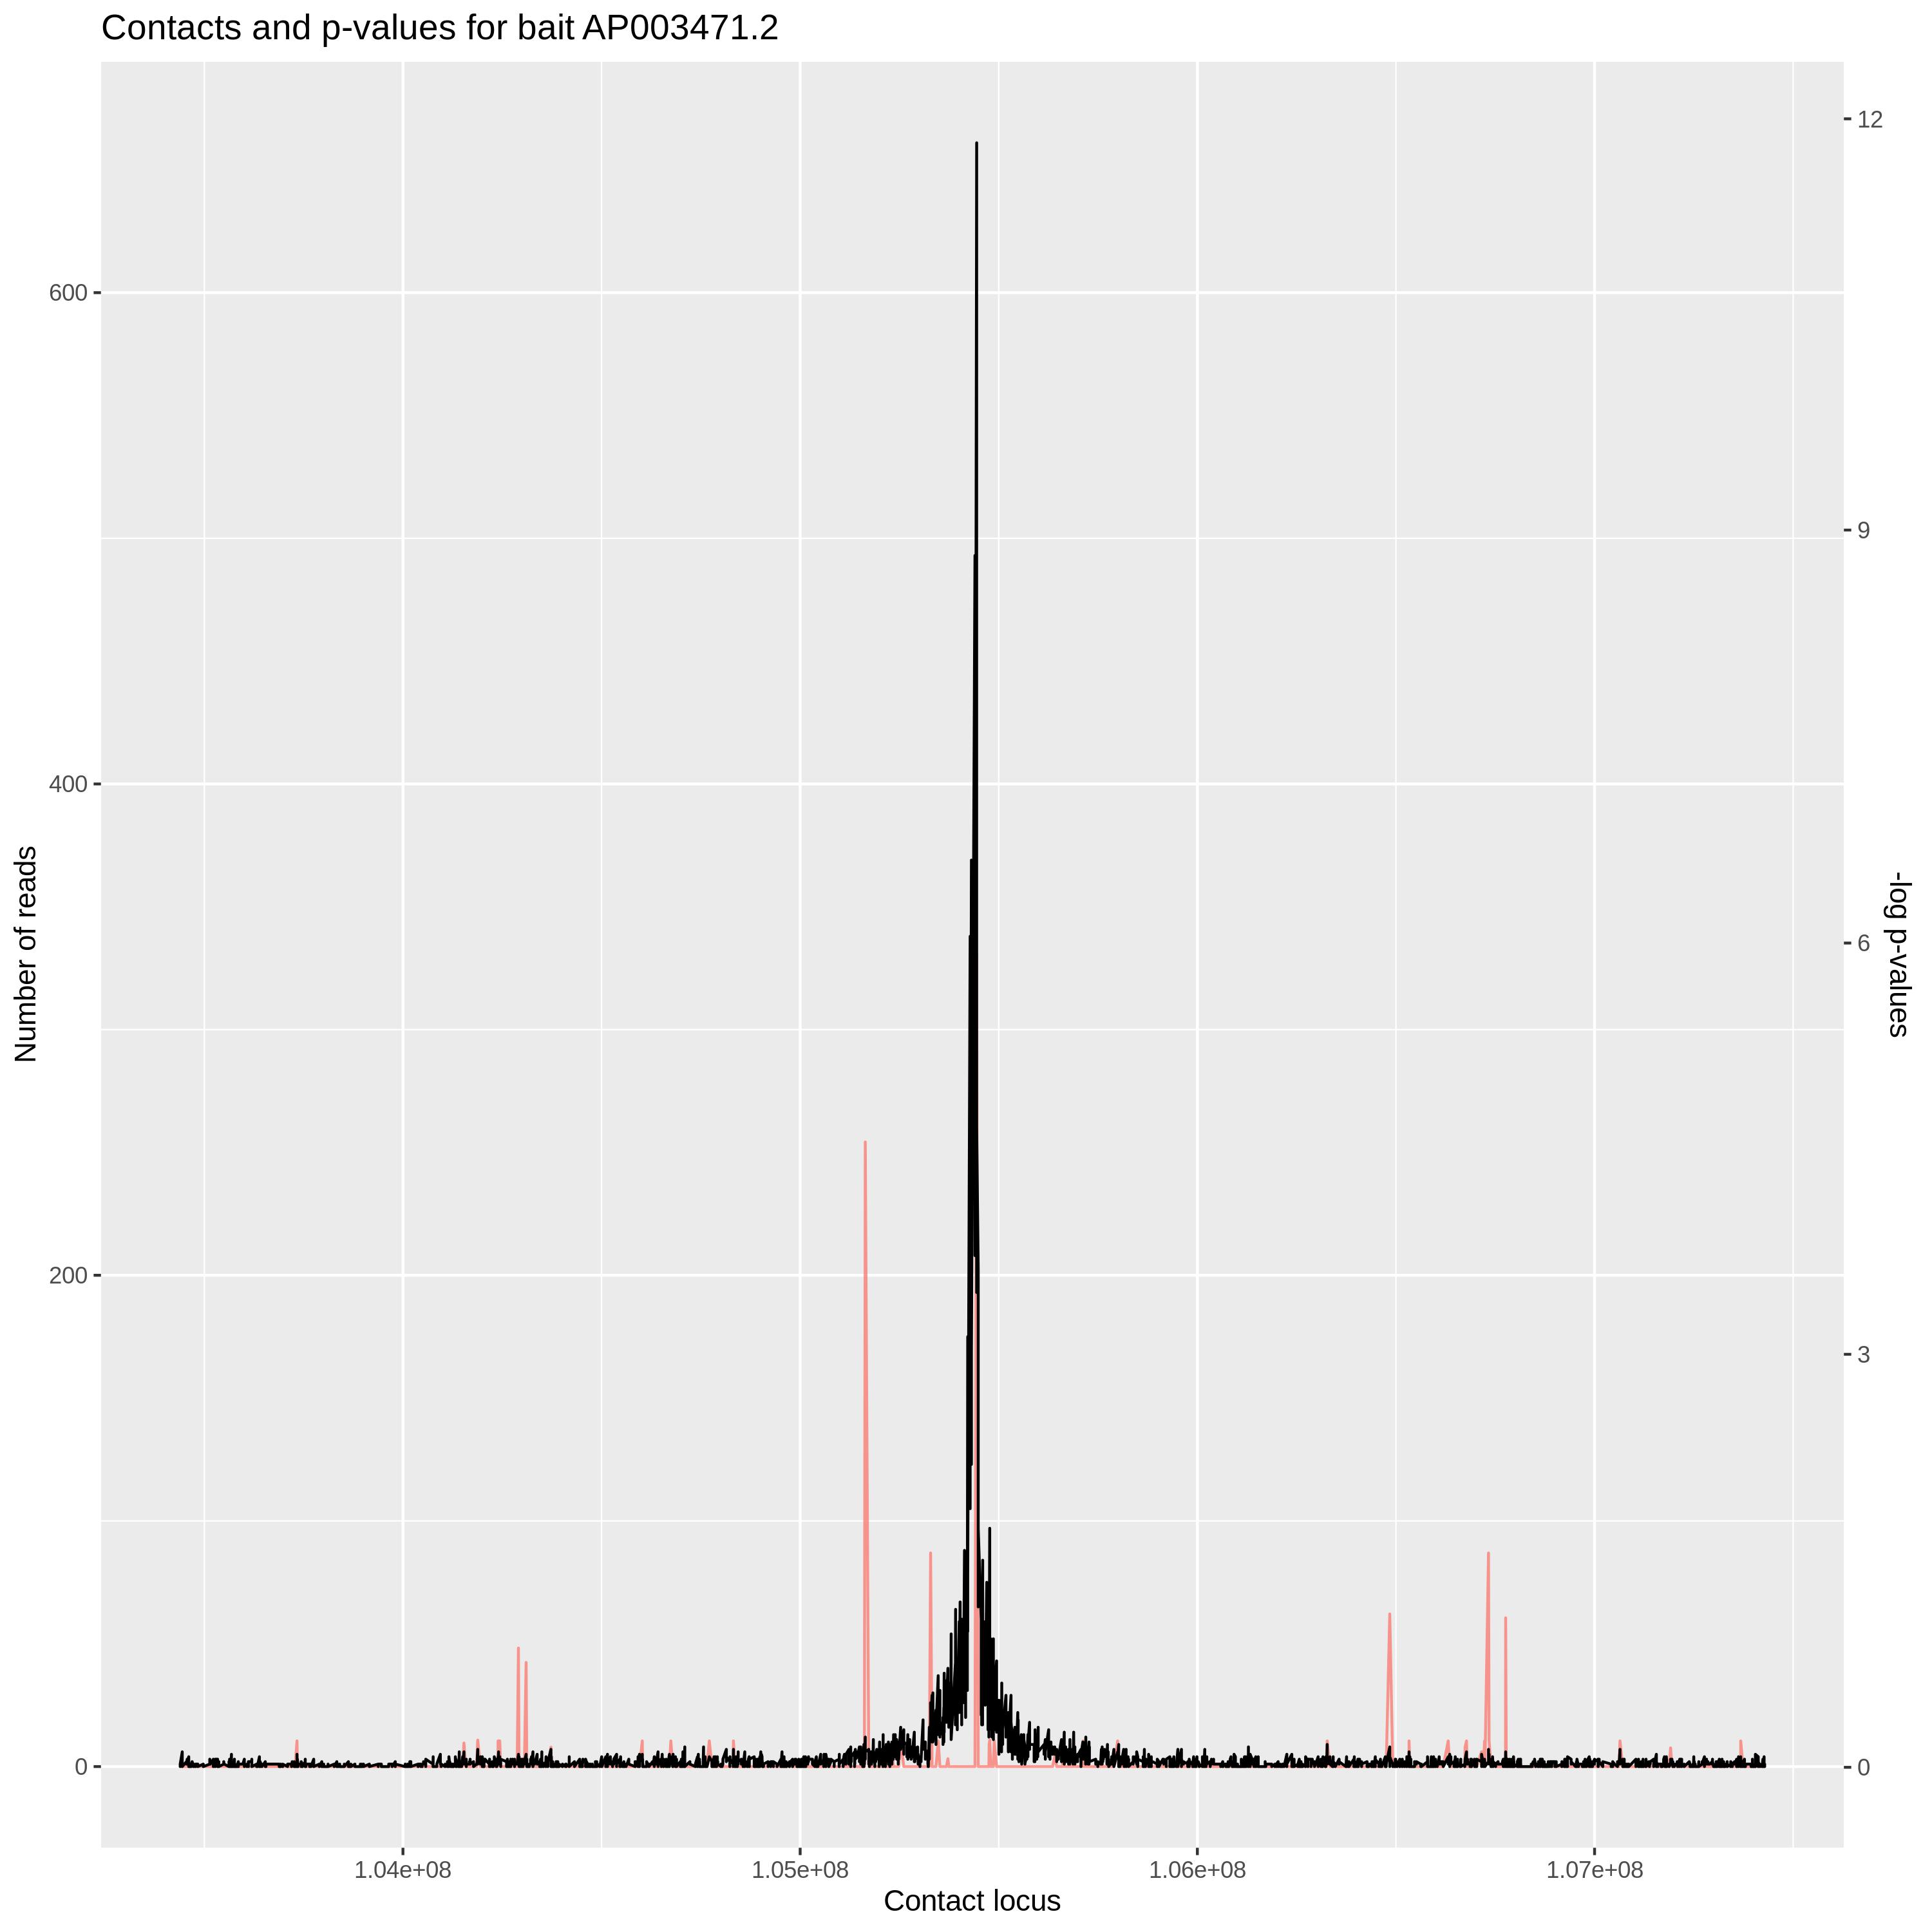 Contacts and p-values for bait AP003471.2
12
600
9
400
Number of reads
-log p-values
6
200
3
0
0
1.04e+08
1.05e+08
1.06e+08
1.07e+08
Contact locus